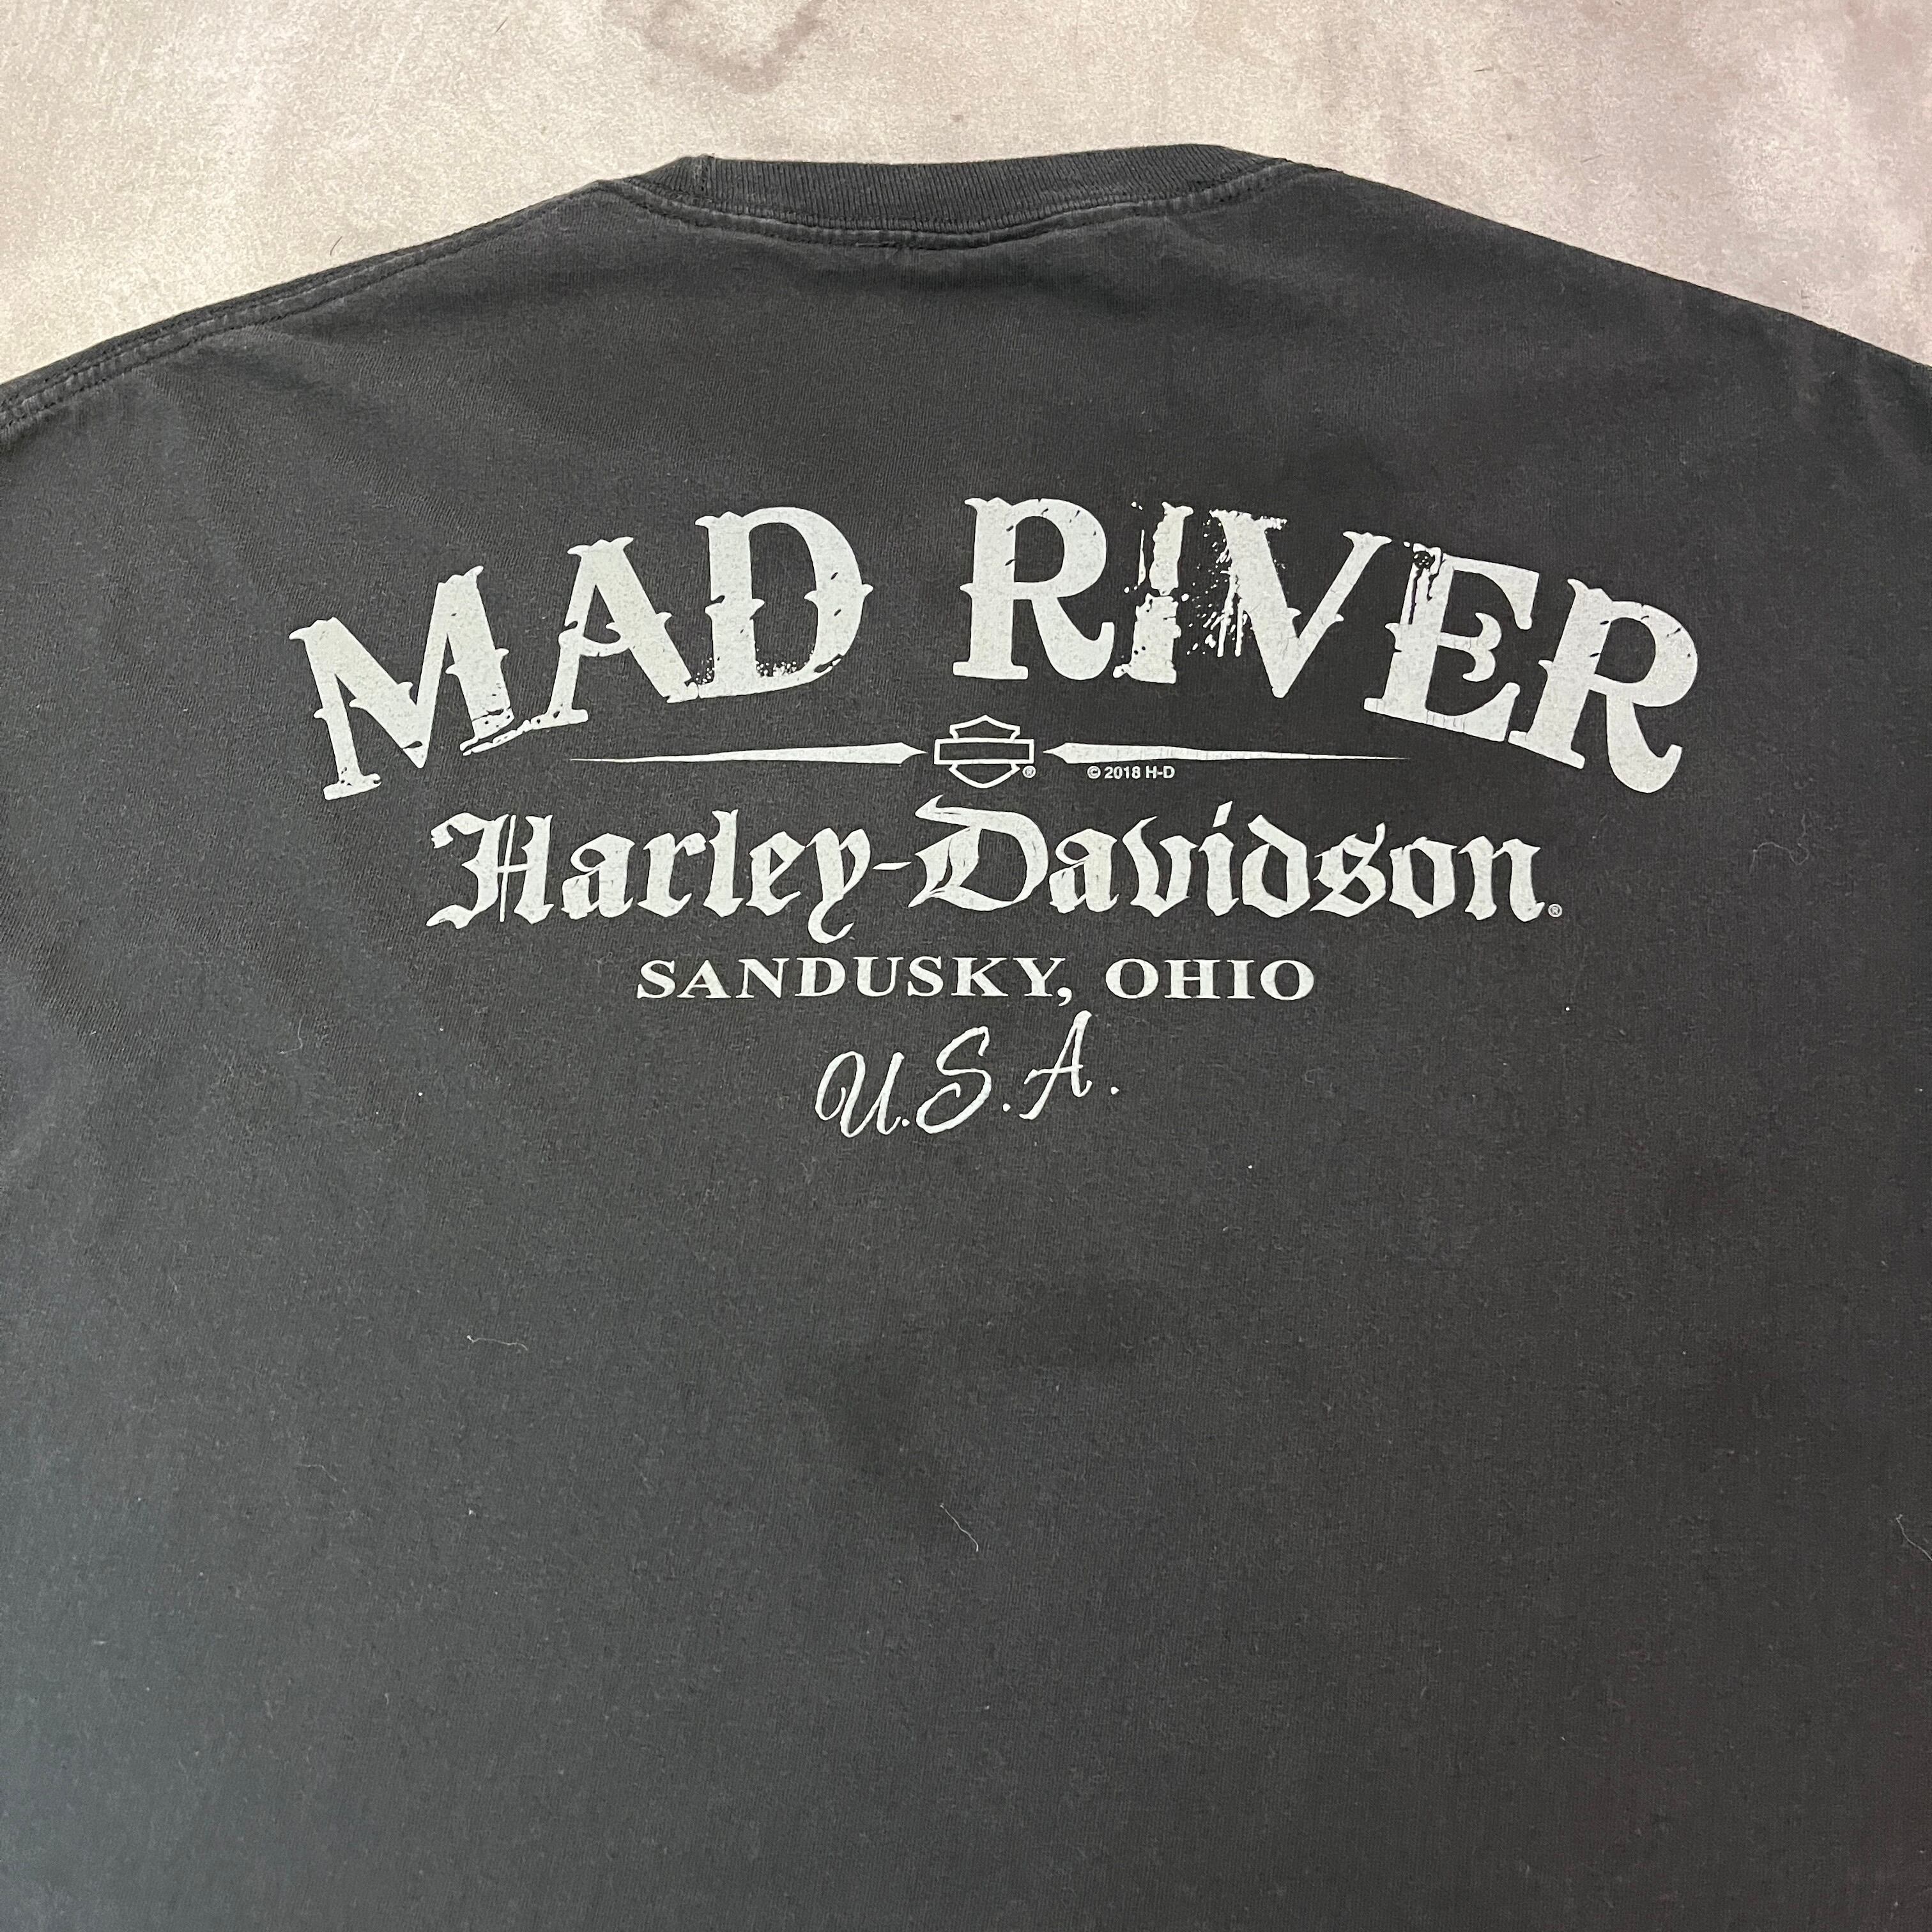 MAD RIVER
® © 2018 H-D
Harley-Davidson®
SANDUSKY, OHIO
U.S.A.